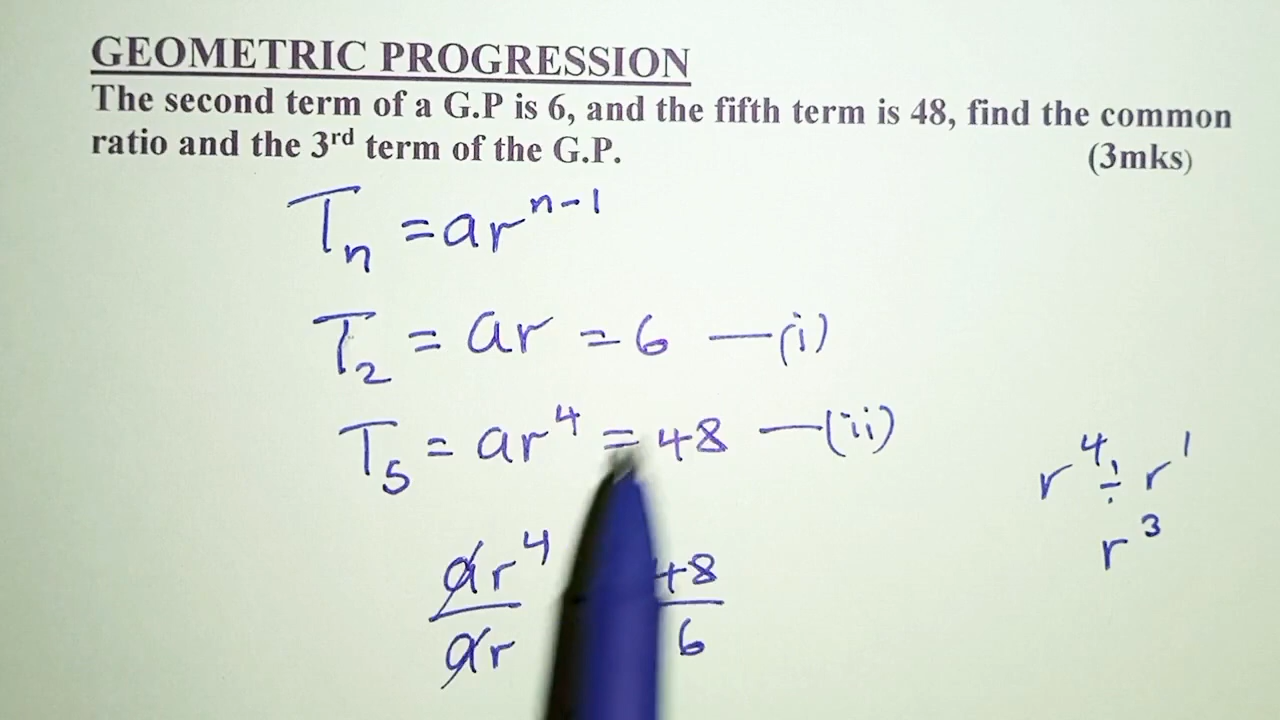 GEOMETRIC PROGRESSION
The second term of a G.P is 6, and the fifth term is 48, find the common
ratio and the 3rd term of the G.P. (3mks)
Tn = ar^n-1
T2 = ar = 6 —(i)
T5 = ar^4 = 48 —(ii)
r^4 ÷ r^1
r^3
ar^4 48
ar 6